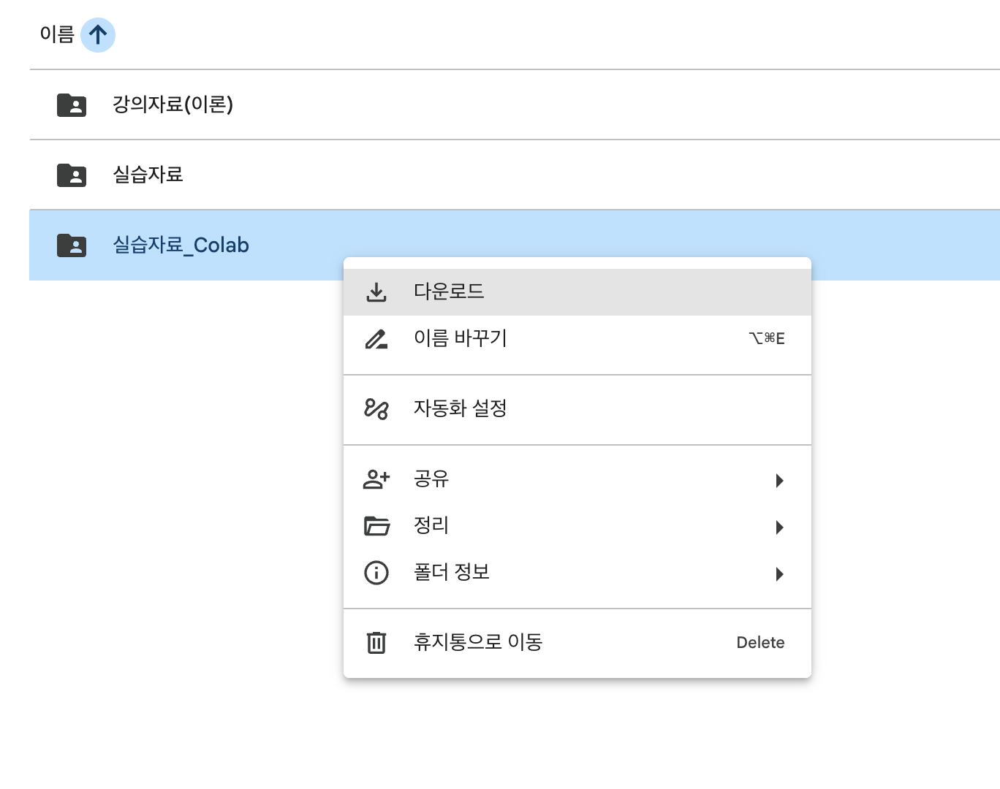 이름
강의자료(이론)
실습자료
실습자료_Colab
다운로드
이름 바꾸기 ⌥⌘E
자동화 설정
공유
정리
폴더 정보
휴지통으로 이동 Delete